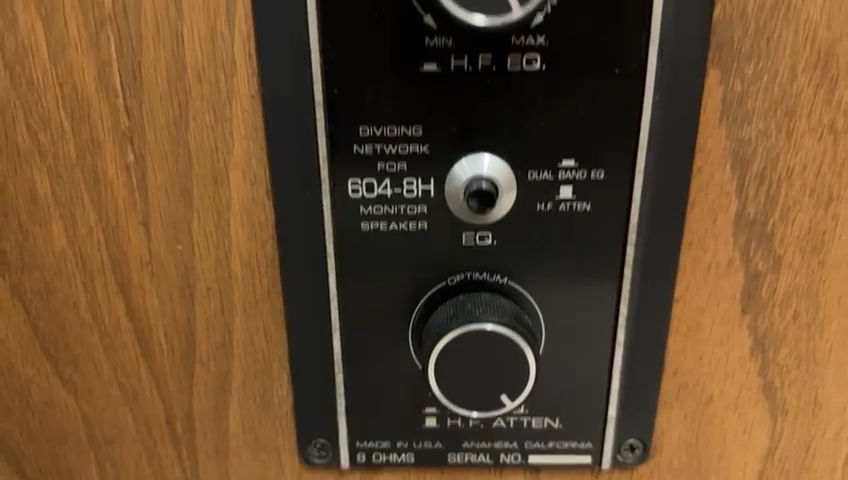 MIN. MAX.
H.F. EQ.
DIVIDING
NETWORK
FOR
604-8H
MONITOR
SPEAKER
DUAL BAND EQ.
H.F. ATTEN.
EQ.
OPTIMUM
H.F. ATTEN.
MADE IN U.S.A. ANAHEIM, CALIFORNIA
8 OHMS SERIAL NO.